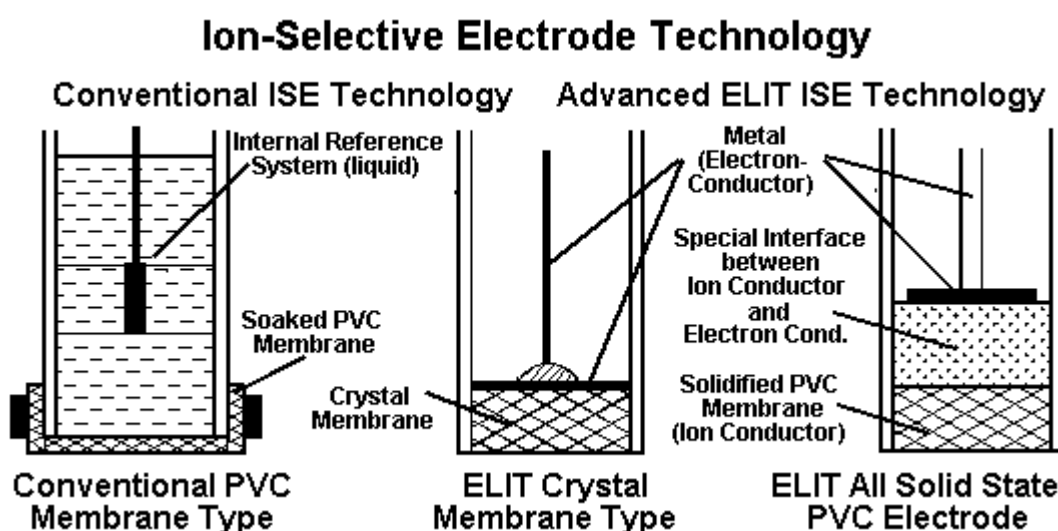 Ion-Selective Electrode Technology
Conventional ISE Technology
Advanced ELIT ISE Technology
Internal Reference
System (liquid)
Soaked PVC
Membrane
Crystal
Membrane
Metal
(Electron-
Conductor)
Special Interface
between
Ion Conductor
and
Electron Cond.
Solidified PVC
Membrane
(Ion Conductor)
Conventional PVC
Membrane Type
ELIT Crystal
Membrane Type
ELIT All Solid State
PVC Electrode